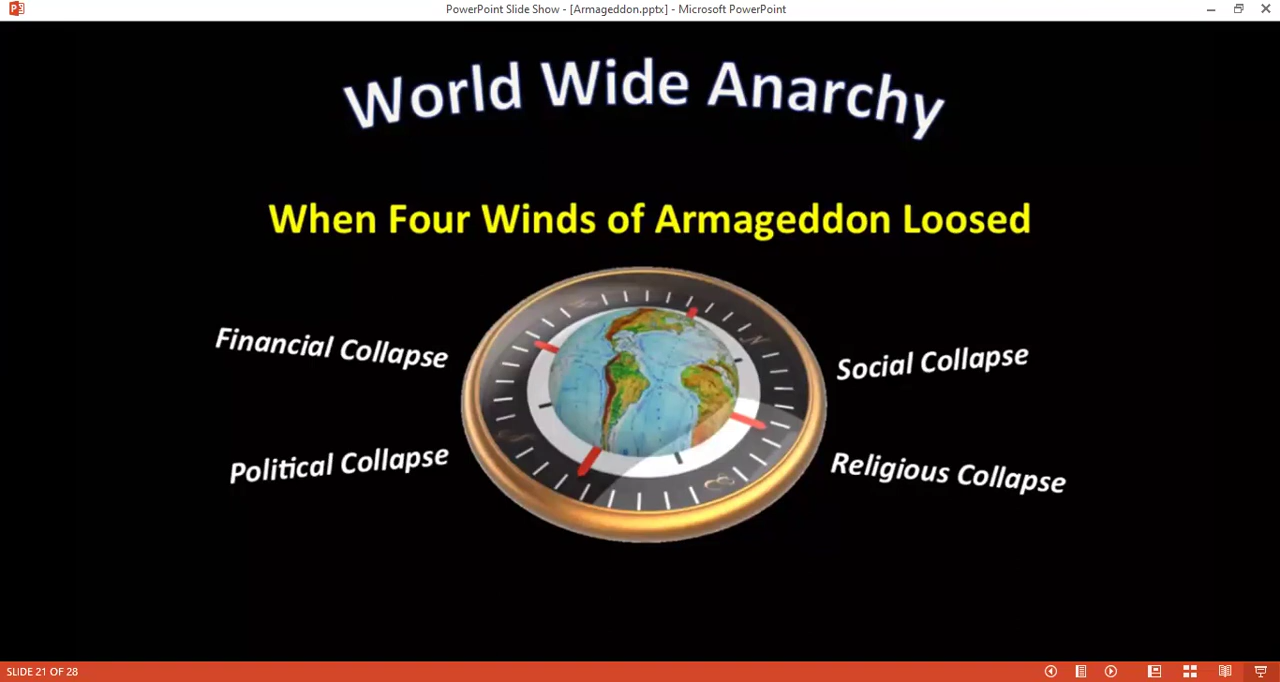 PowerPoint Slide Show - [Armageddon.pptx] - Microsoft PowerPoint
World Wide Anarchy
When Four Winds of Armageddon Loosed
Financial Collapse
Social Collapse
Political Collapse
Religious Collapse
N
SLIDE 21 OF 28